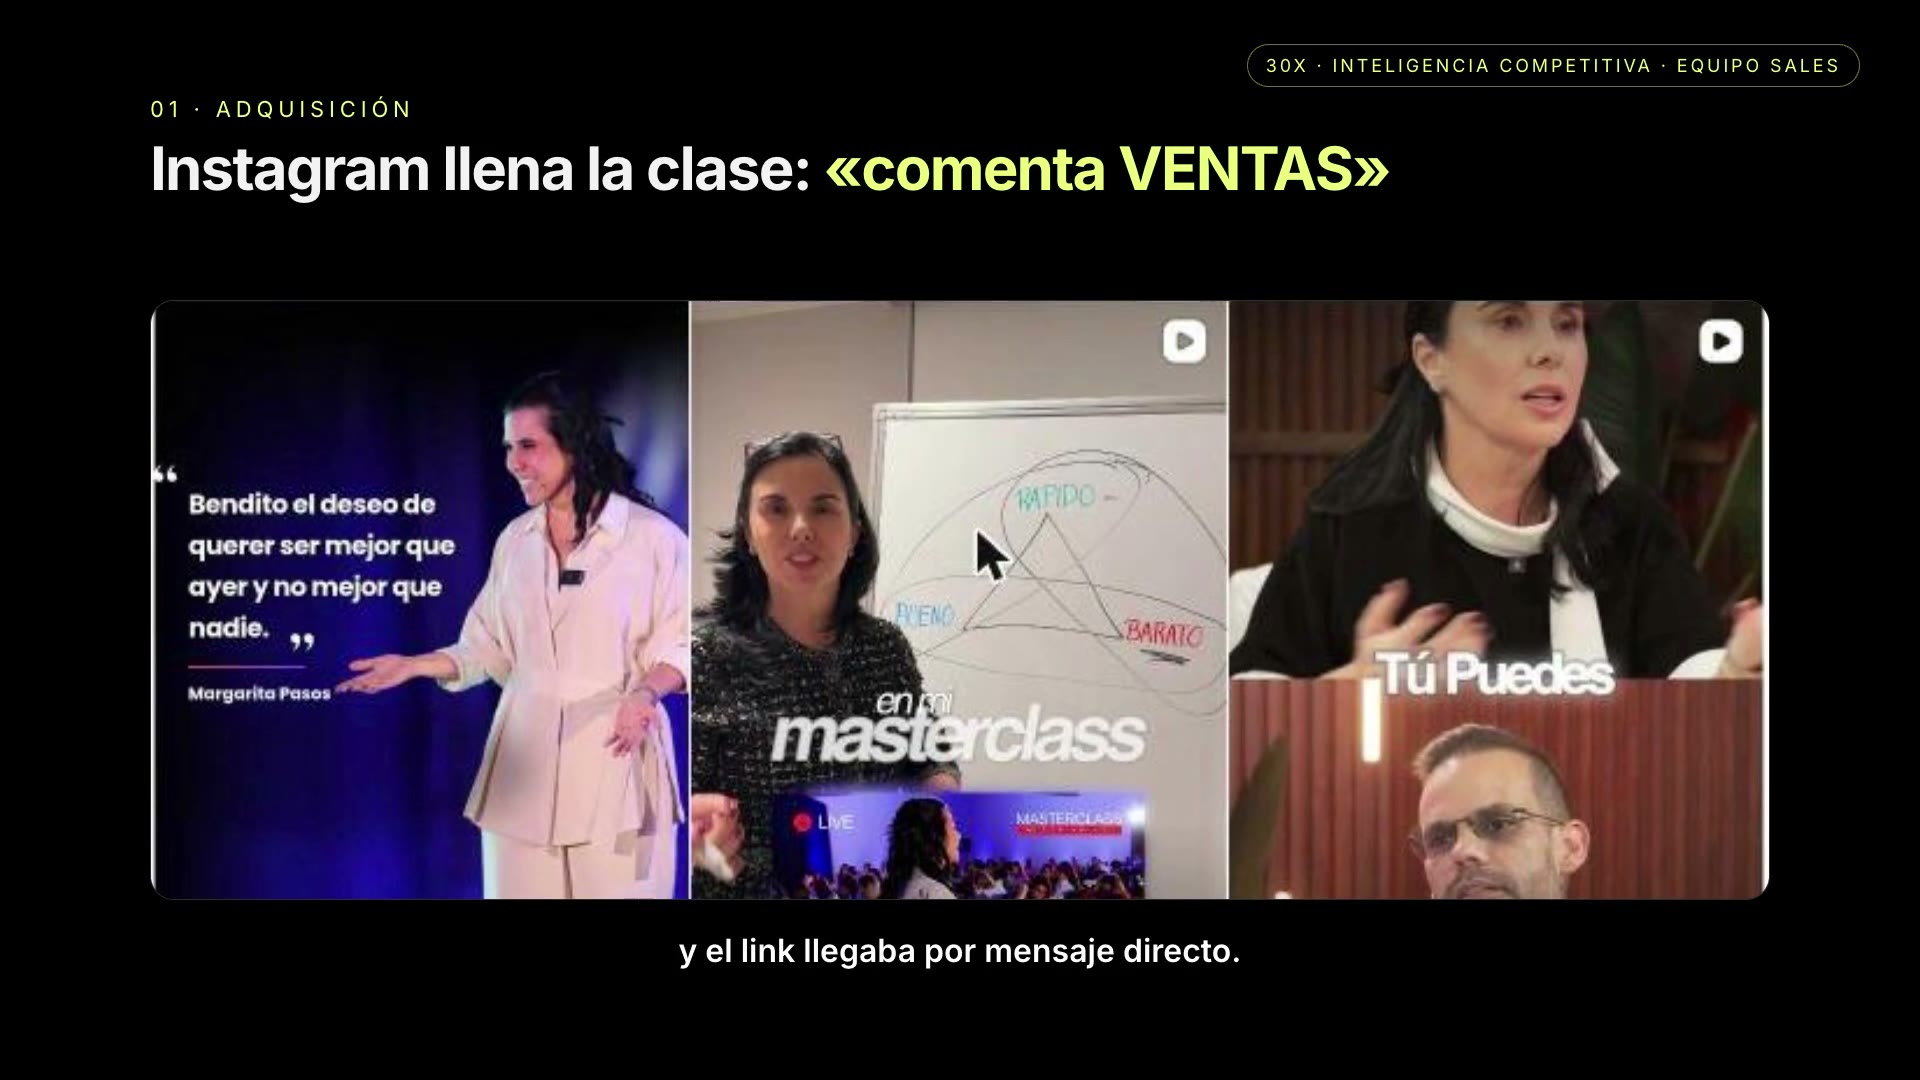 30X · INTELIGENCIA COMPETITIVA · EQUIPO SALES
01 · ADQUISICIÓN
Instagram llena la clase: «comenta VENTAS»
“
Bendito el deseo de
querer ser mejor que
ayer y no mejor que
nadie. ”
Margarita Pasos
RÁPIDO
BUENO
BARATO
en mi
masterclass
LIVE
MASTERCLASS
Tú Puedes
y el link llegaba por mensaje directo.